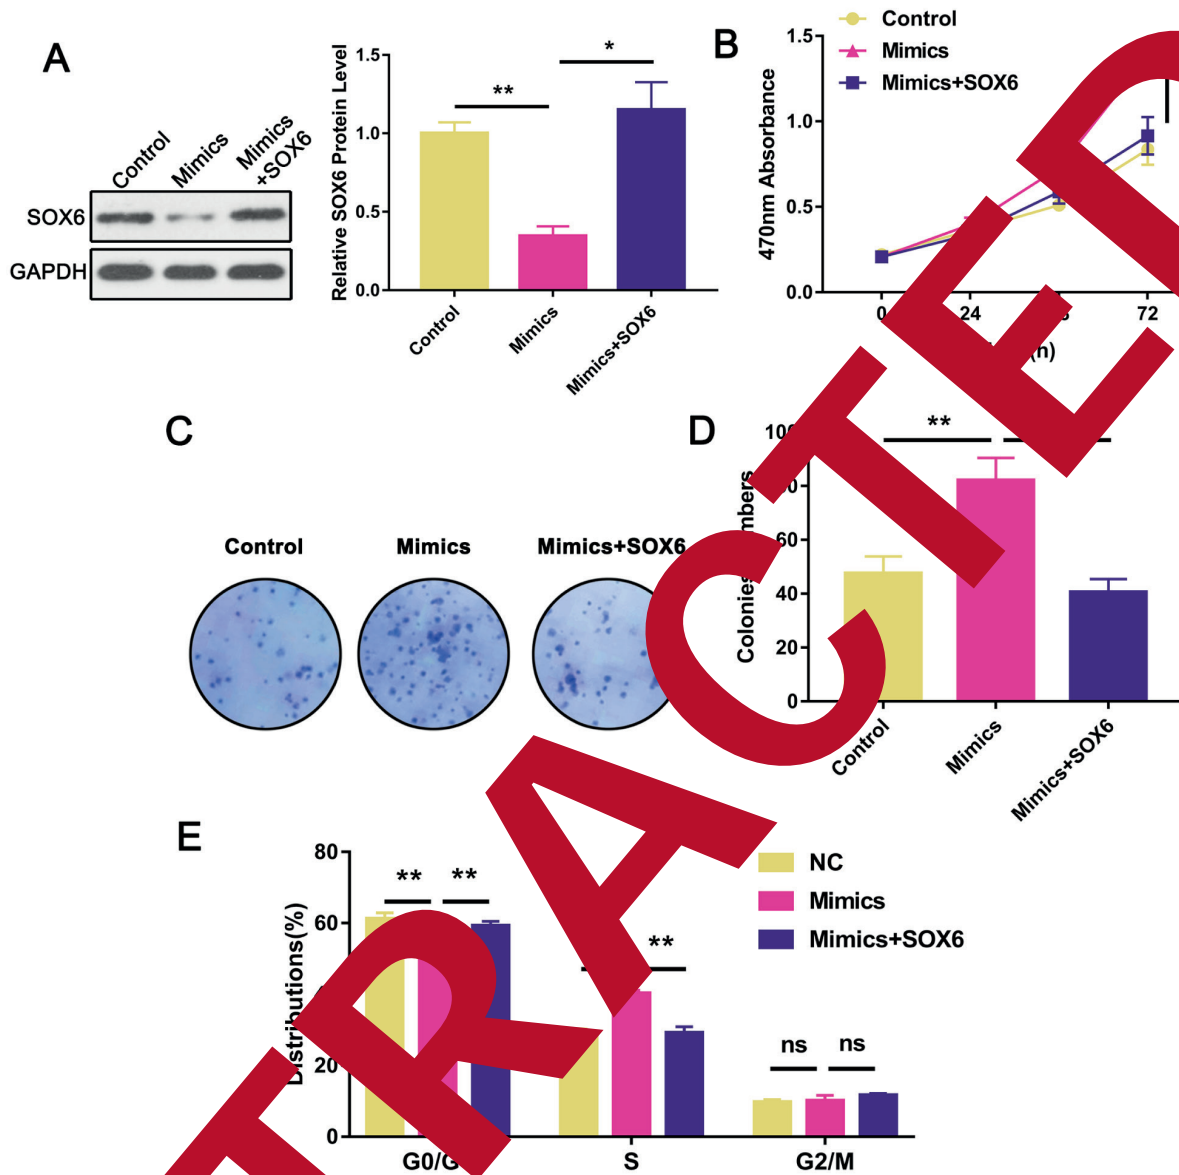 A
Control
Mimics
Mimics
+SOX6
SOX6
GAPDH
Relative SOX6 Protein Level
1.5
1.0
0.5
0.0
**
*
Control
Mimics
Mimics+SOX6
B
Control
Mimics
Mimics+SOX6
470nm Absorbance
1.5
1.0
0.5
0.0
0
24
72
C
Control
Mimics
Mimics+SOX6
D
Colonies
60
40
20
0
**
Control
Mimics
Mimics+SOX6
E
Distributions(%)
80
60
20
0
**
**
**
ns
ns
G0/G
S
G2/M
NC
Mimics
Mimics+SOX6
TRACTED